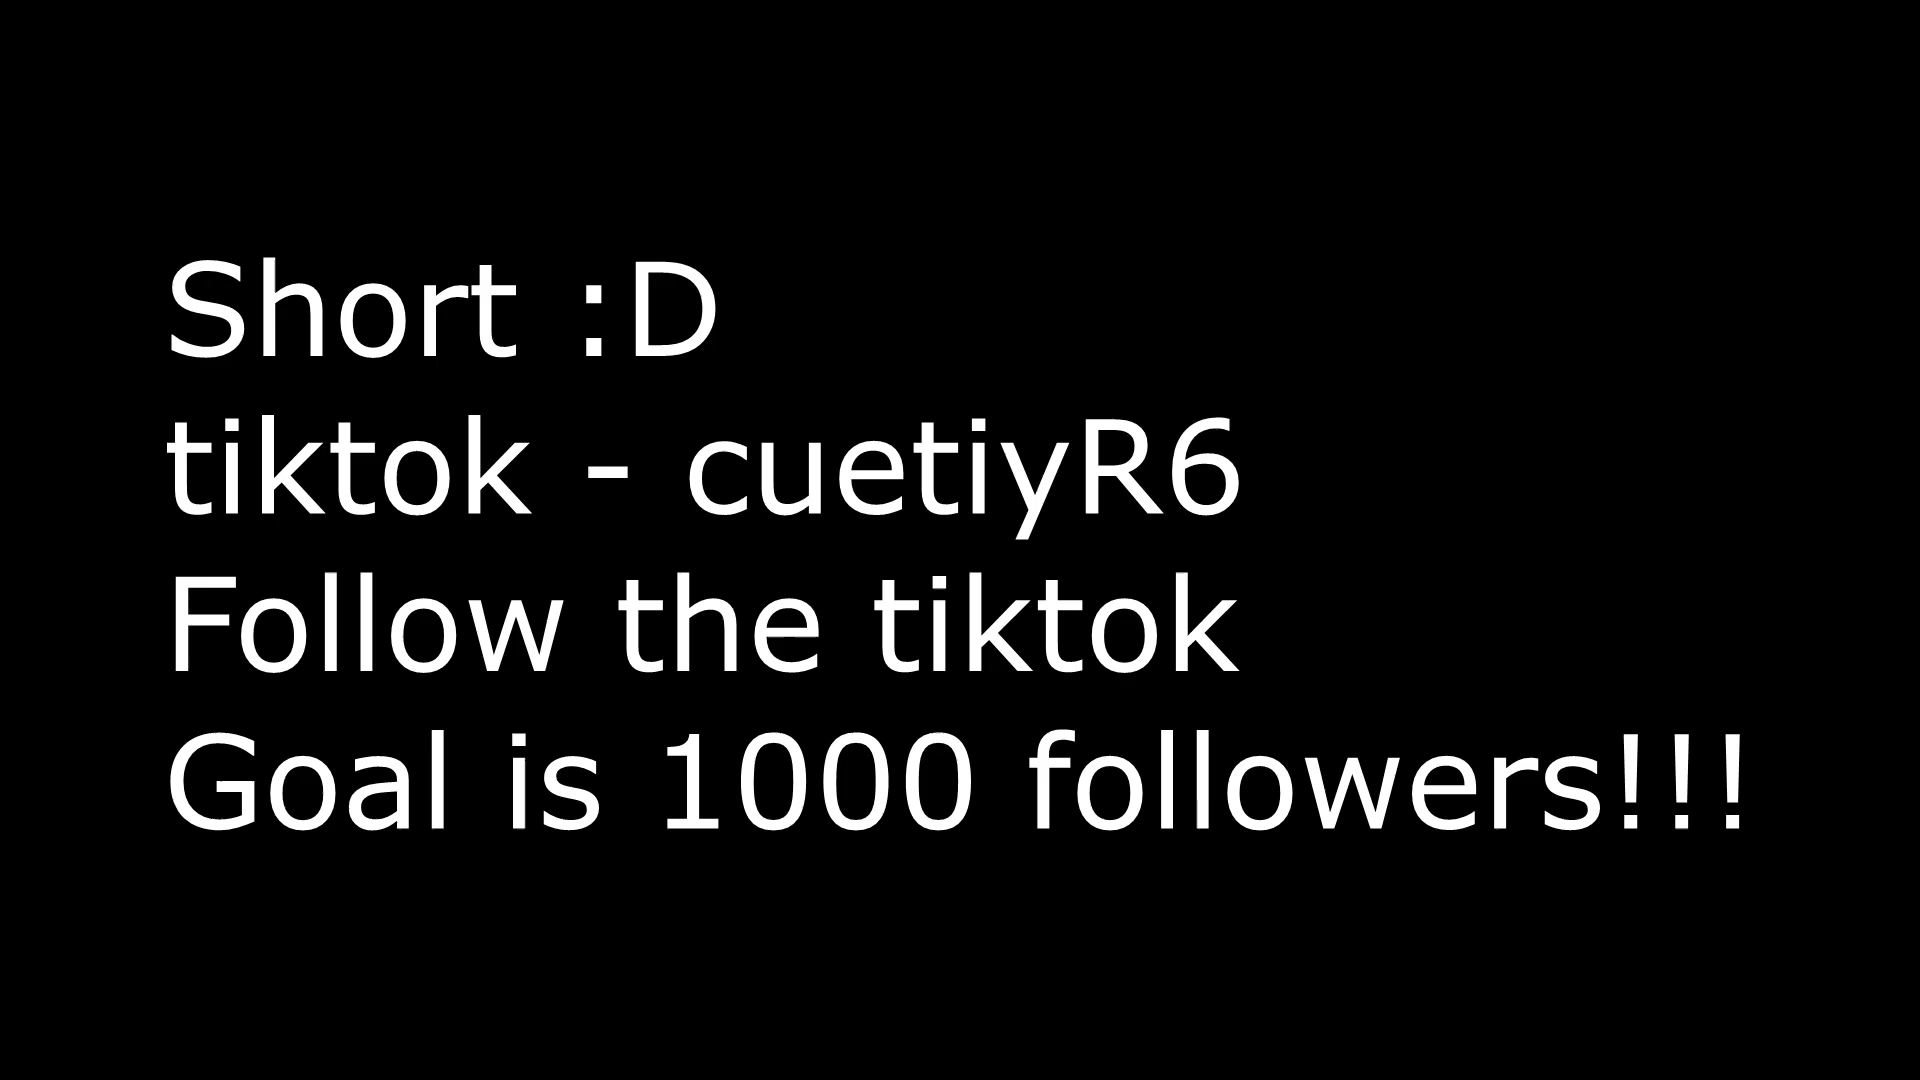 Short :D
tiktok - cuetiyR6
Follow the tiktok
Goal is 1000 followers!!!